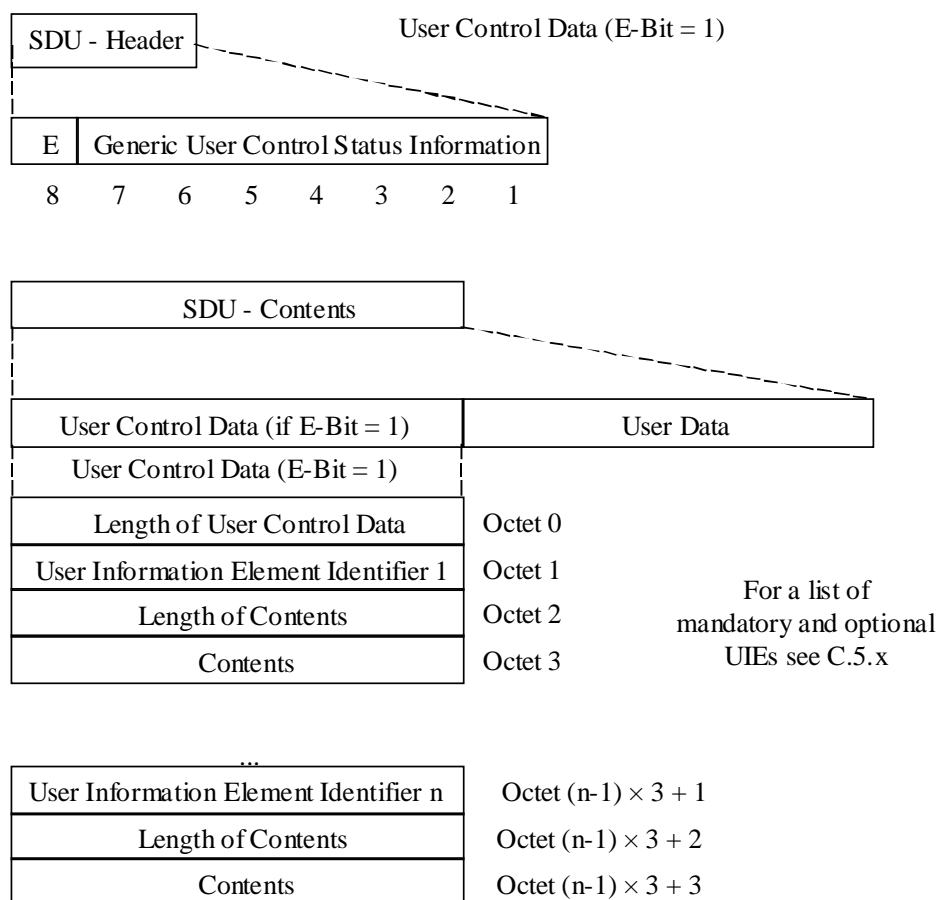 SDU - Header
User Control Data (E-Bit = 1)
E Generic User Control Status Information
8 7 6 5 4 3 2 1
SDU - Contents
User Control Data (if E-Bit = 1) User Data
User Control Data (E-Bit = 1)
Length of User Control Data Octet 0
User Information Element Identifier 1 Octet 1
Length of Contents Octet 2
Contents Octet 3
For a list of
mandatory and optional
UIEs see C.5.x
...
User Information Element Identifier n Octet (n-1) × 3 + 1
Length of Contents Octet (n-1) × 3 + 2
Contents Octet (n-1) × 3 + 3